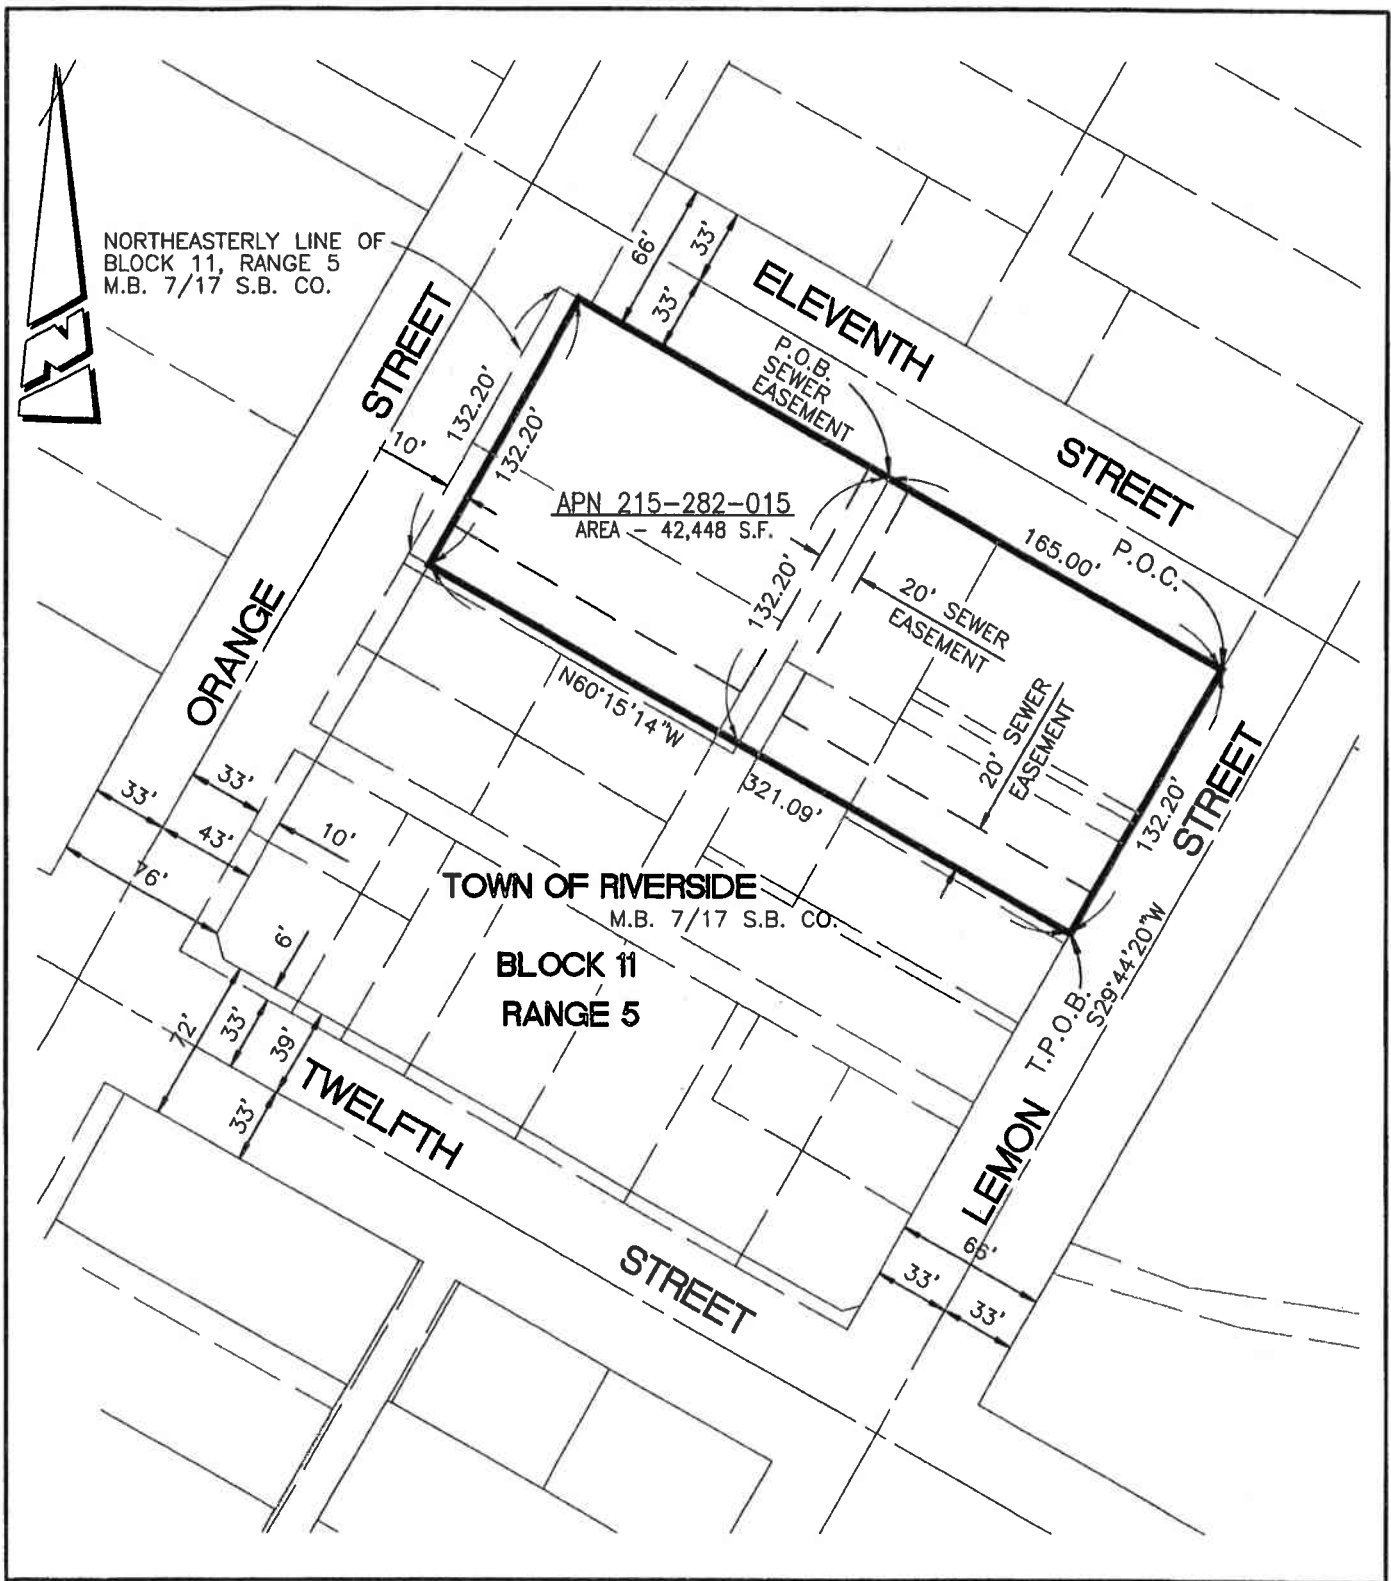 NORTHEASTERLY LINE OF
BLOCK 11, RANGE 5
M.B. 7/17 S.B. CO.
N
66'
33'
33'
ELEVENTH
STREET
P.O.B.
SEWER
EASEMENT
STREET
ORANGE
10'
132.20'
132.20'
APN 215-282-015
AREA - 42,448 S.F.
132.20'
165.00'
P.O.C.
20' SEWER
EASEMENT
20' SEWER
EASEMENT
132.20'
N60°15'14"W
321.09'
STREET
LEMON
S29°44'20"W
T.P.O.B.
33'
33'
43'
76'
10'
TOWN OF RIVERSIDE
M.B. 7/17 S.B. CO.
BLOCK 11
RANGE 5
6'
72'
33'
39'
33'
TWELFTH
STREET
66'
33'
33'